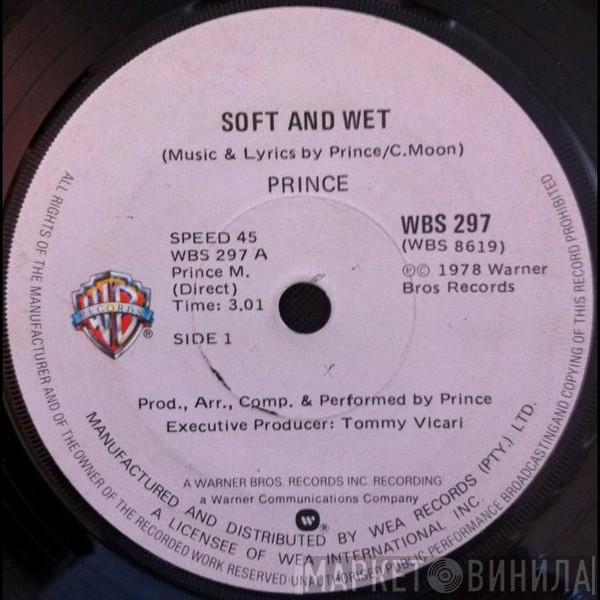 SOFT AND WET
(Music & Lyrics by Prince/C.Moon)
PRINCE
SPEED 45
WBS 297 A
Prince M.
(Direct)
Time: 3.01
SIDE 1
WBS 297
(WBS 8619)
℗© 1978 Warner
Bros Records
RECORDS
®
Prod., Arr., Comp. & Performed by Prince
Executive Producer: Tommy Vicari
A WARNER BROS. RECORDS INC. RECORDING
a Warner Communications Company
®
MANUFACTURED AND DISTRIBUTED BY WEA RECORDS (PTY.) LTD.
A LICENSEE OF WEA INTERNATIONAL INC.
ALL RIGHTS OF THE MANUFACTURER AND OF THE OWNER OF THE RECORDED WORK RESERVED·UNAUTHORISED PUBLIC PERFORMANCE BROADCASTING AND COPYING OF THIS RECORD PROHIBITED
МАРКЕТ ВИНИЛА